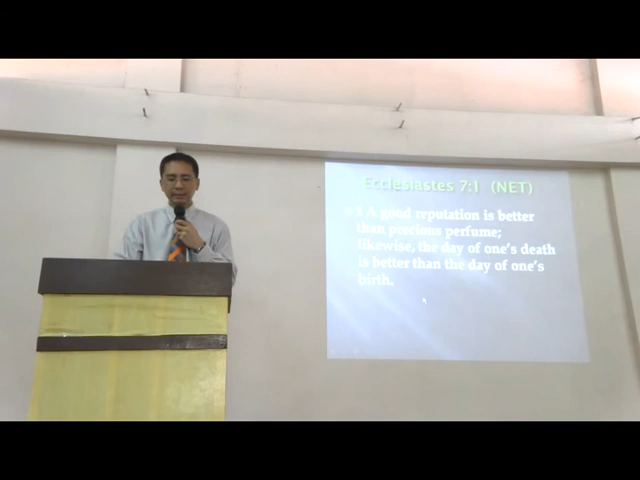 Ecclesiastes 7:1 (NET)
1 A good reputation is better
than precious perfume;
likewise, the day of one's death
is better than the day of one's
birth.